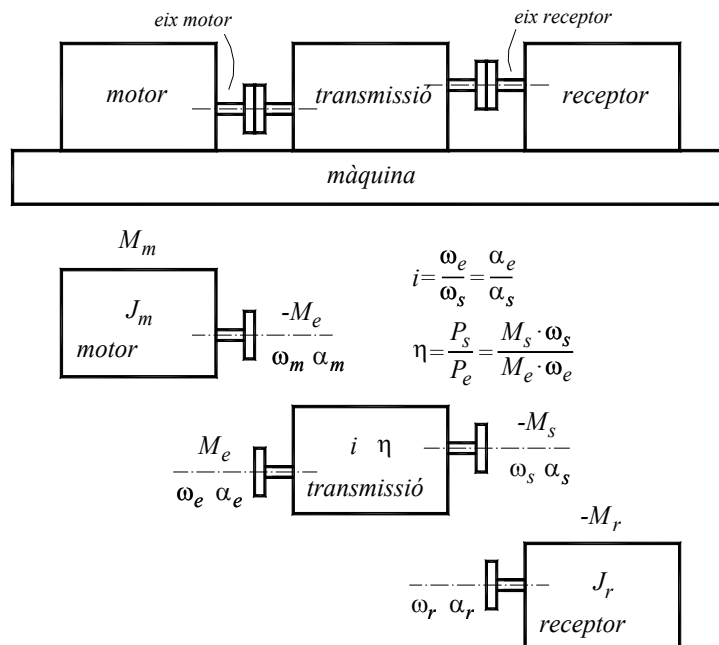 eix motor
eix receptor
motor
transmissió
receptor
màquina
M_m
J_m
motor
-M_e
ω_m α_m
i = ω_e/ω_s = α_e/α_s
η = P_s/P_e = M_s · ω_s/M_e · ω_e
M_e
ω_e α_e
i η
transmissió
-M_s
ω_s α_s
-M_r
ω_r α_r
J_r
receptor